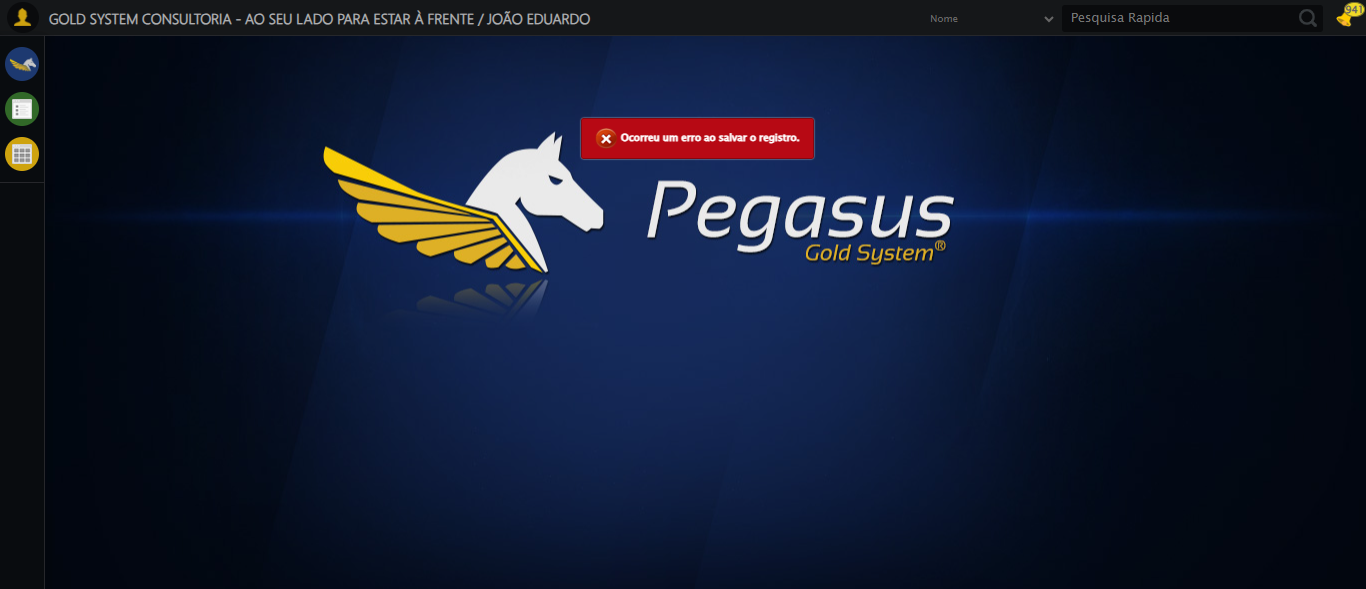 GOLD SYSTEM CONSULTORIA - AO SEU LADO PARA ESTAR À FRENTE / JOÃO EDUARDO
Nome
Pesquisa Rapida
941
Ocorreu um erro ao salvar o registro.
Pegasus
Gold System®